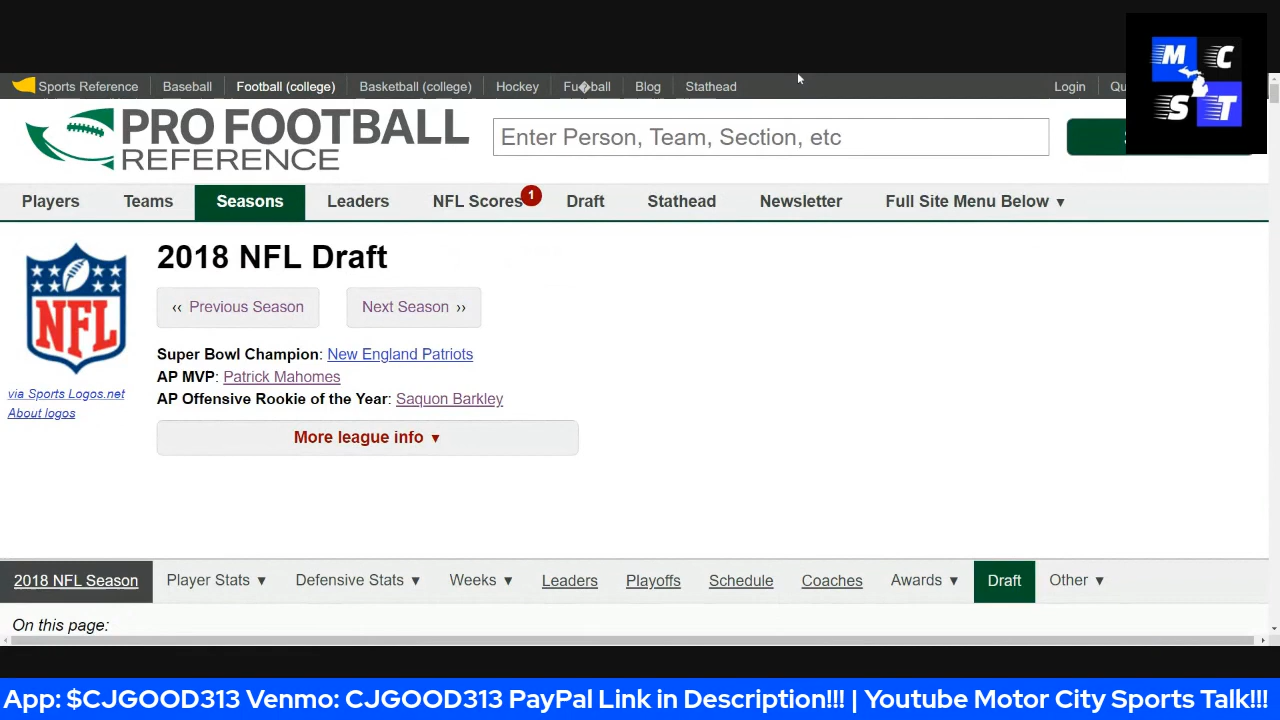 M C
S T
Sports Reference Baseball Football (college) Basketball (college) Hockey Fu�ball Blog Stathead Login
PRO FOOTBALL
REFERENCE
Enter Person, Team, Section, etc
Players Teams Seasons Leaders NFL Scores 1 Draft Stathead Newsletter Full Site Menu Below ▼
NFL
2018 NFL Draft
‹‹ Previous Season Next Season ››
Super Bowl Champion: New England Patriots
AP MVP: Patrick Mahomes
via Sports Logos.net
AP Offensive Rookie of the Year: Saquon Barkley
About logos
More league info ▼
2018 NFL Season Player Stats ▼ Defensive Stats ▼ Weeks ▼ Leaders Playoffs Schedule Coaches Awards ▼ Draft Other ▼
On this page:
App: $CJGOOD313 Venmo: CJGOOD313 PayPal Link in Description!!! | Youtube Motor City Sports Talk!!!